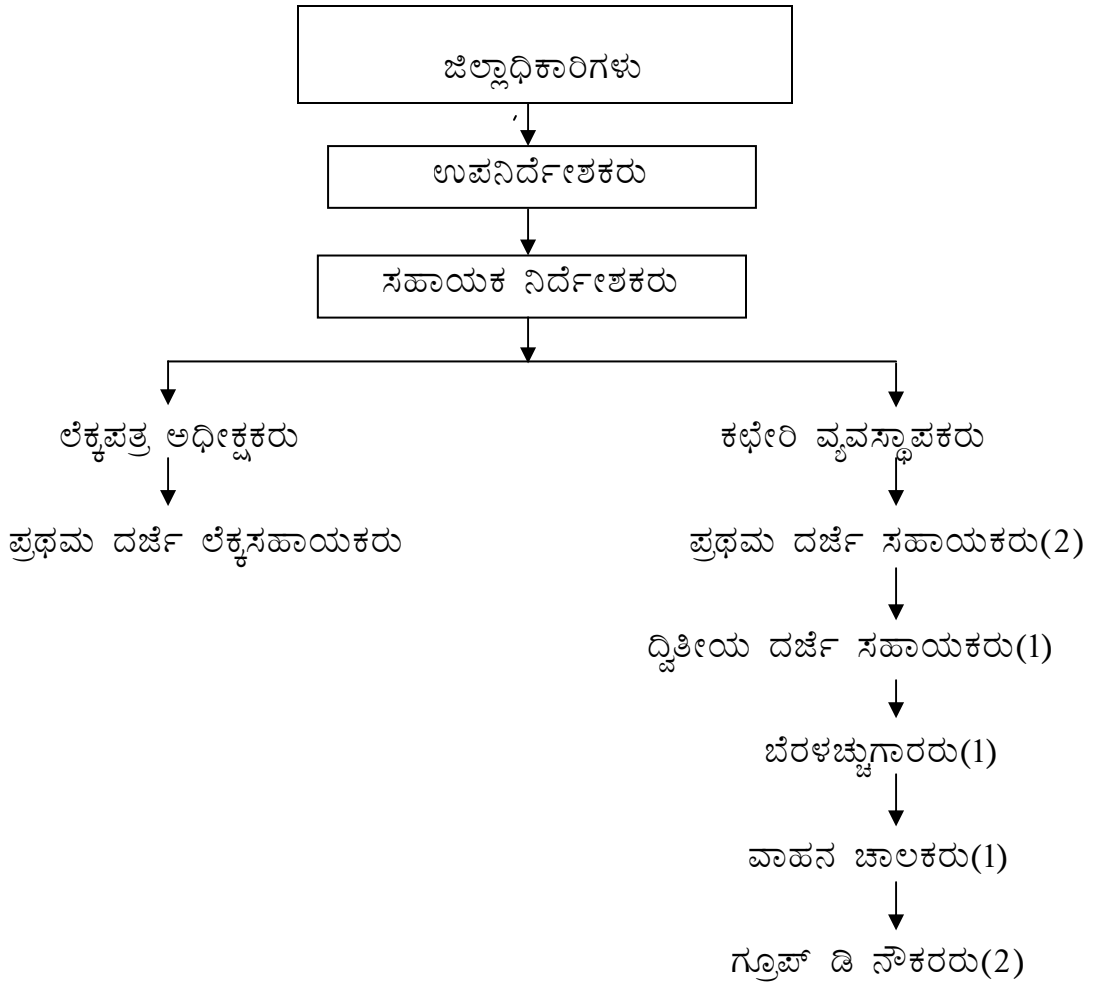 ಜಿಲ್ಲಾಧಿಕಾರಿಗಳು
ಉಪನಿರ್ದೇಶಕರು
ಸಹಾಯಕ ನಿರ್ದೇಶಕರು
ಲೆಕ್ಕಪತ್ರ ಅಧೀಕ್ಷಕರು
ಕಛೇರಿ ವ್ಯವಸ್ಥಾಪಕರು
ಪ್ರಥಮ ದರ್ಜೆ ಲೆಕ್ಕಸಹಾಯಕರು
ಪ್ರಥಮ ದರ್ಜೆ ಸಹಾಯಕರು(2)
ದ್ವಿತೀಯ ದರ್ಜೆ ಸಹಾಯಕರು(1)
ಬೆರಳಚ್ಚುಗಾರರು(1)
ವಾಹನ ಚಾಲಕರು(1)
ಗ್ರೂಪ್ ಡಿ ನೌಕರರು(2)